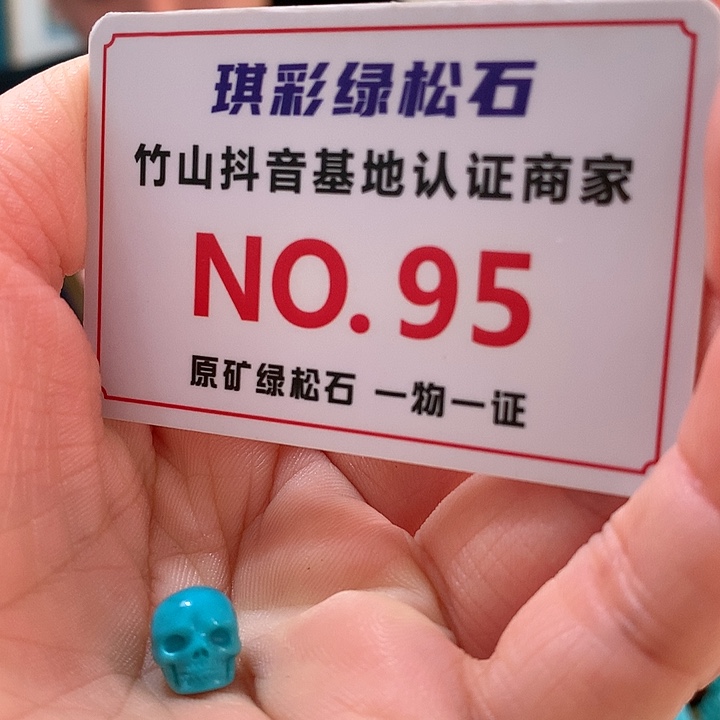 琪彩绿松石
竹山抖音基地认证商家
NO.95
原矿绿松石 一物一证